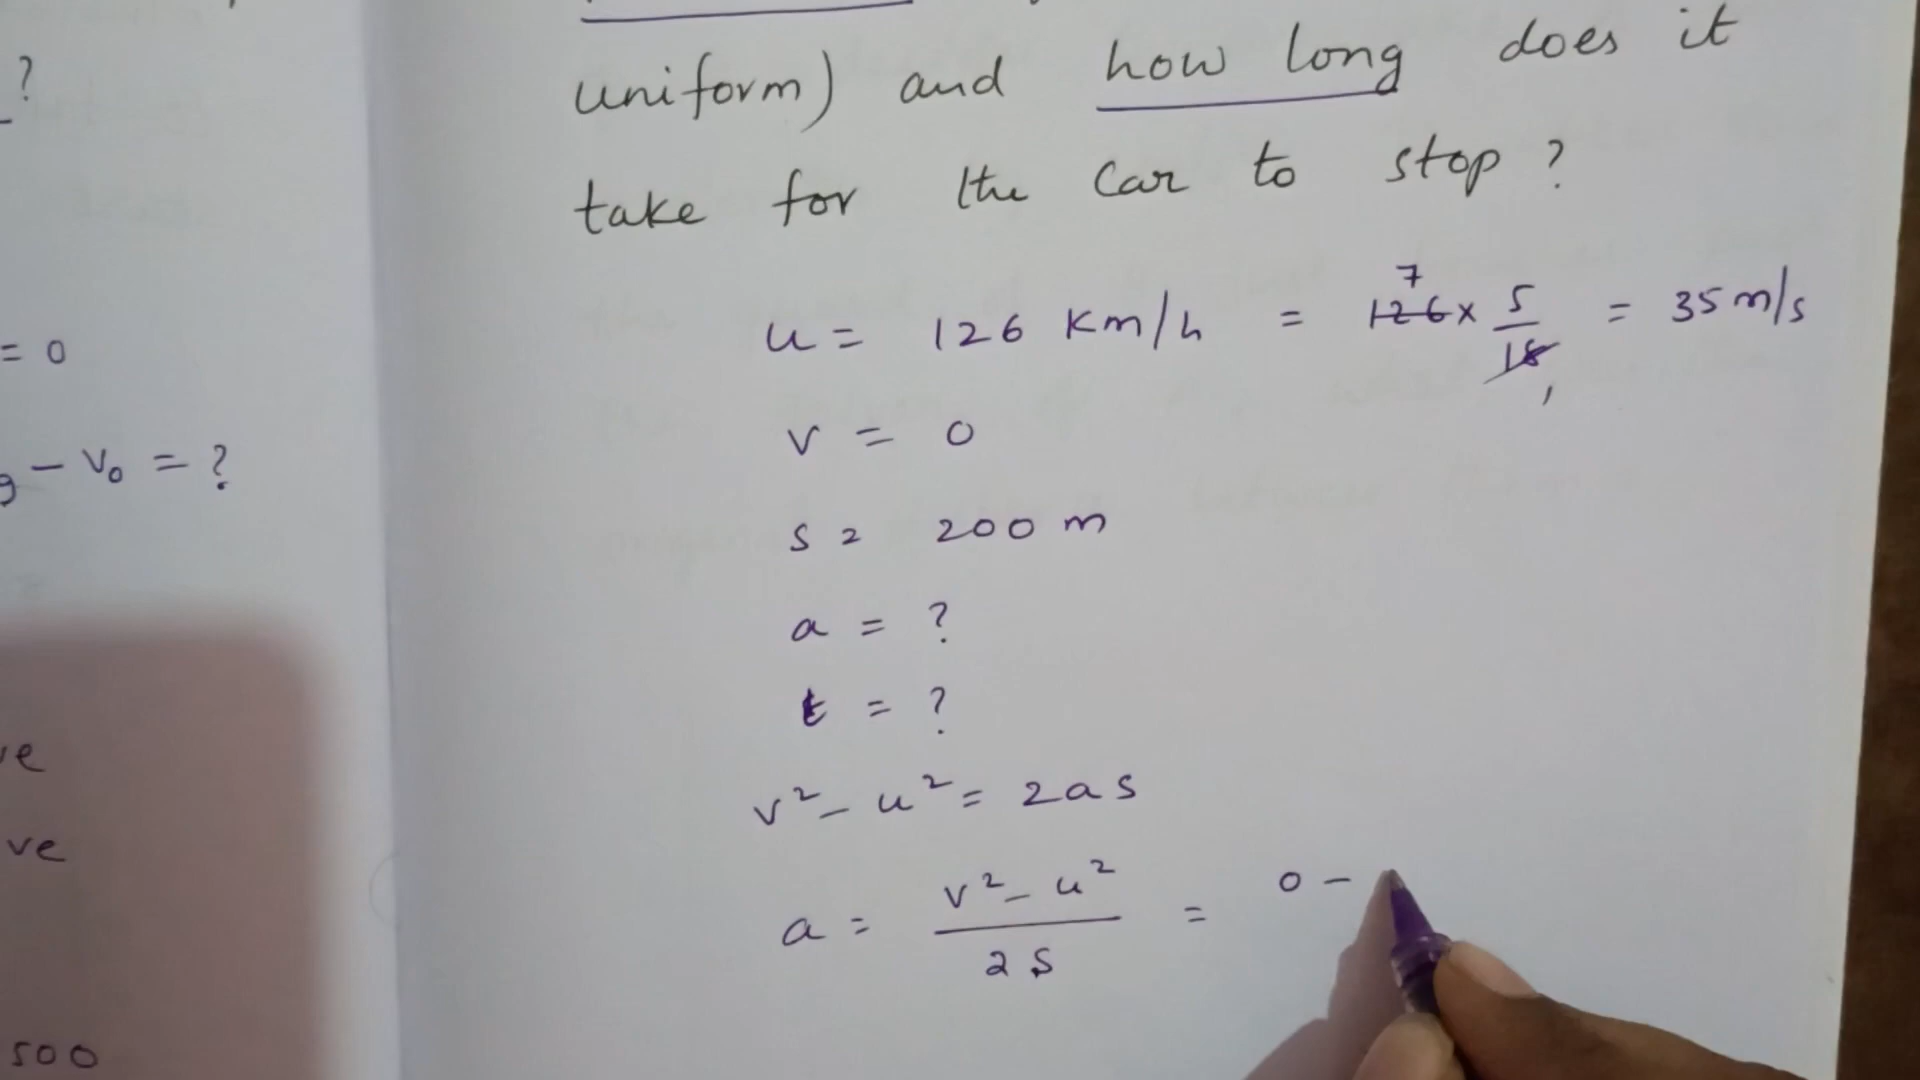 ?
= 0
- v₀ = ?
ve
500
uniform) and how long does it
take for the car to stop ?
u = 126 km/h = 7 126 x 5/18, = 35 m/s
v = 0
s = 200 m
a = ?
t = ?
v² - u² = 2as
a = v² - u² / 2s = 0 -